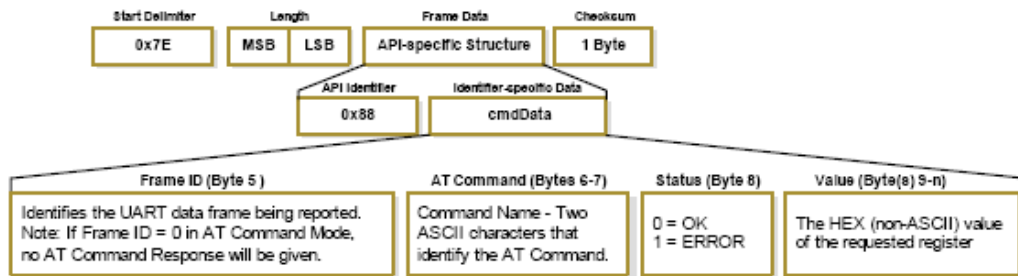 Start Delimiter Length Frame Data Checksum
0x7E MSB LSB API-specific Structure 1 Byte
API Identifier Identifier-specific Data
0x88 cmdData
Frame ID (Byte 5 ) AT Command (Bytes 6-7) Status (Byte 8) Value (Byte(s) 9-n)
Identifies the UART data frame being reported.
Note: If Frame ID = 0 in AT Command Mode,
no AT Command Response will be given.
Command Name - Two
ASCII characters that
identify the AT Command.
0 = OK
1 = ERROR
The HEX (non-ASCII) value
of the requested register